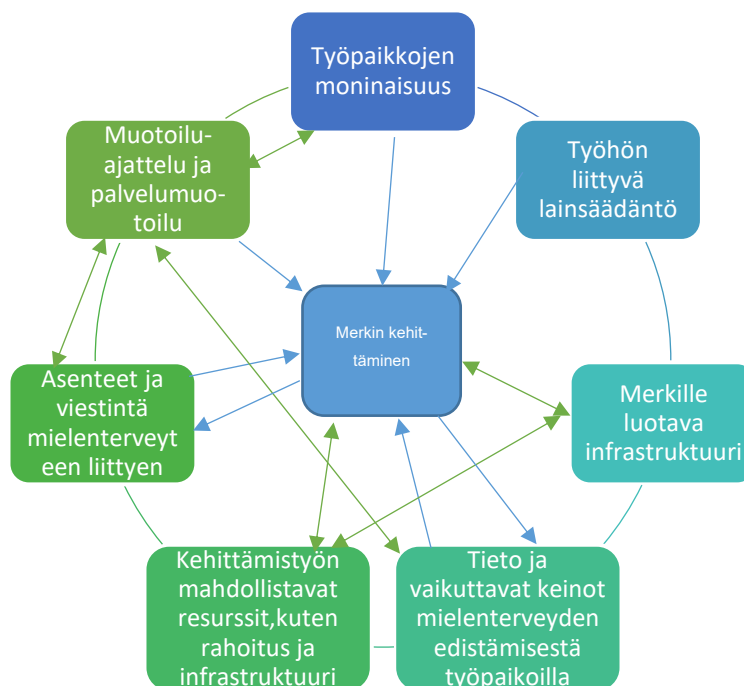 Työpaikkojen
moninaisuus
Muotoilu-
ajattelu ja
palvelumuo-
toilu
Työhön
liittyvä
lainsäädäntö
Merkin kehit-
täminen
Asenteet ja
viestintä
mielenterveyt
een liittyen
Merkille
luotava
infrastruktuuri
Kehittämistyön
mahdollistavat
resurssit,kuten
rahoitus ja
infrastruktuuri
Tieto ja
vaikuttavat keinot
mielenterveyden
edistämisestä
työpaikoilla